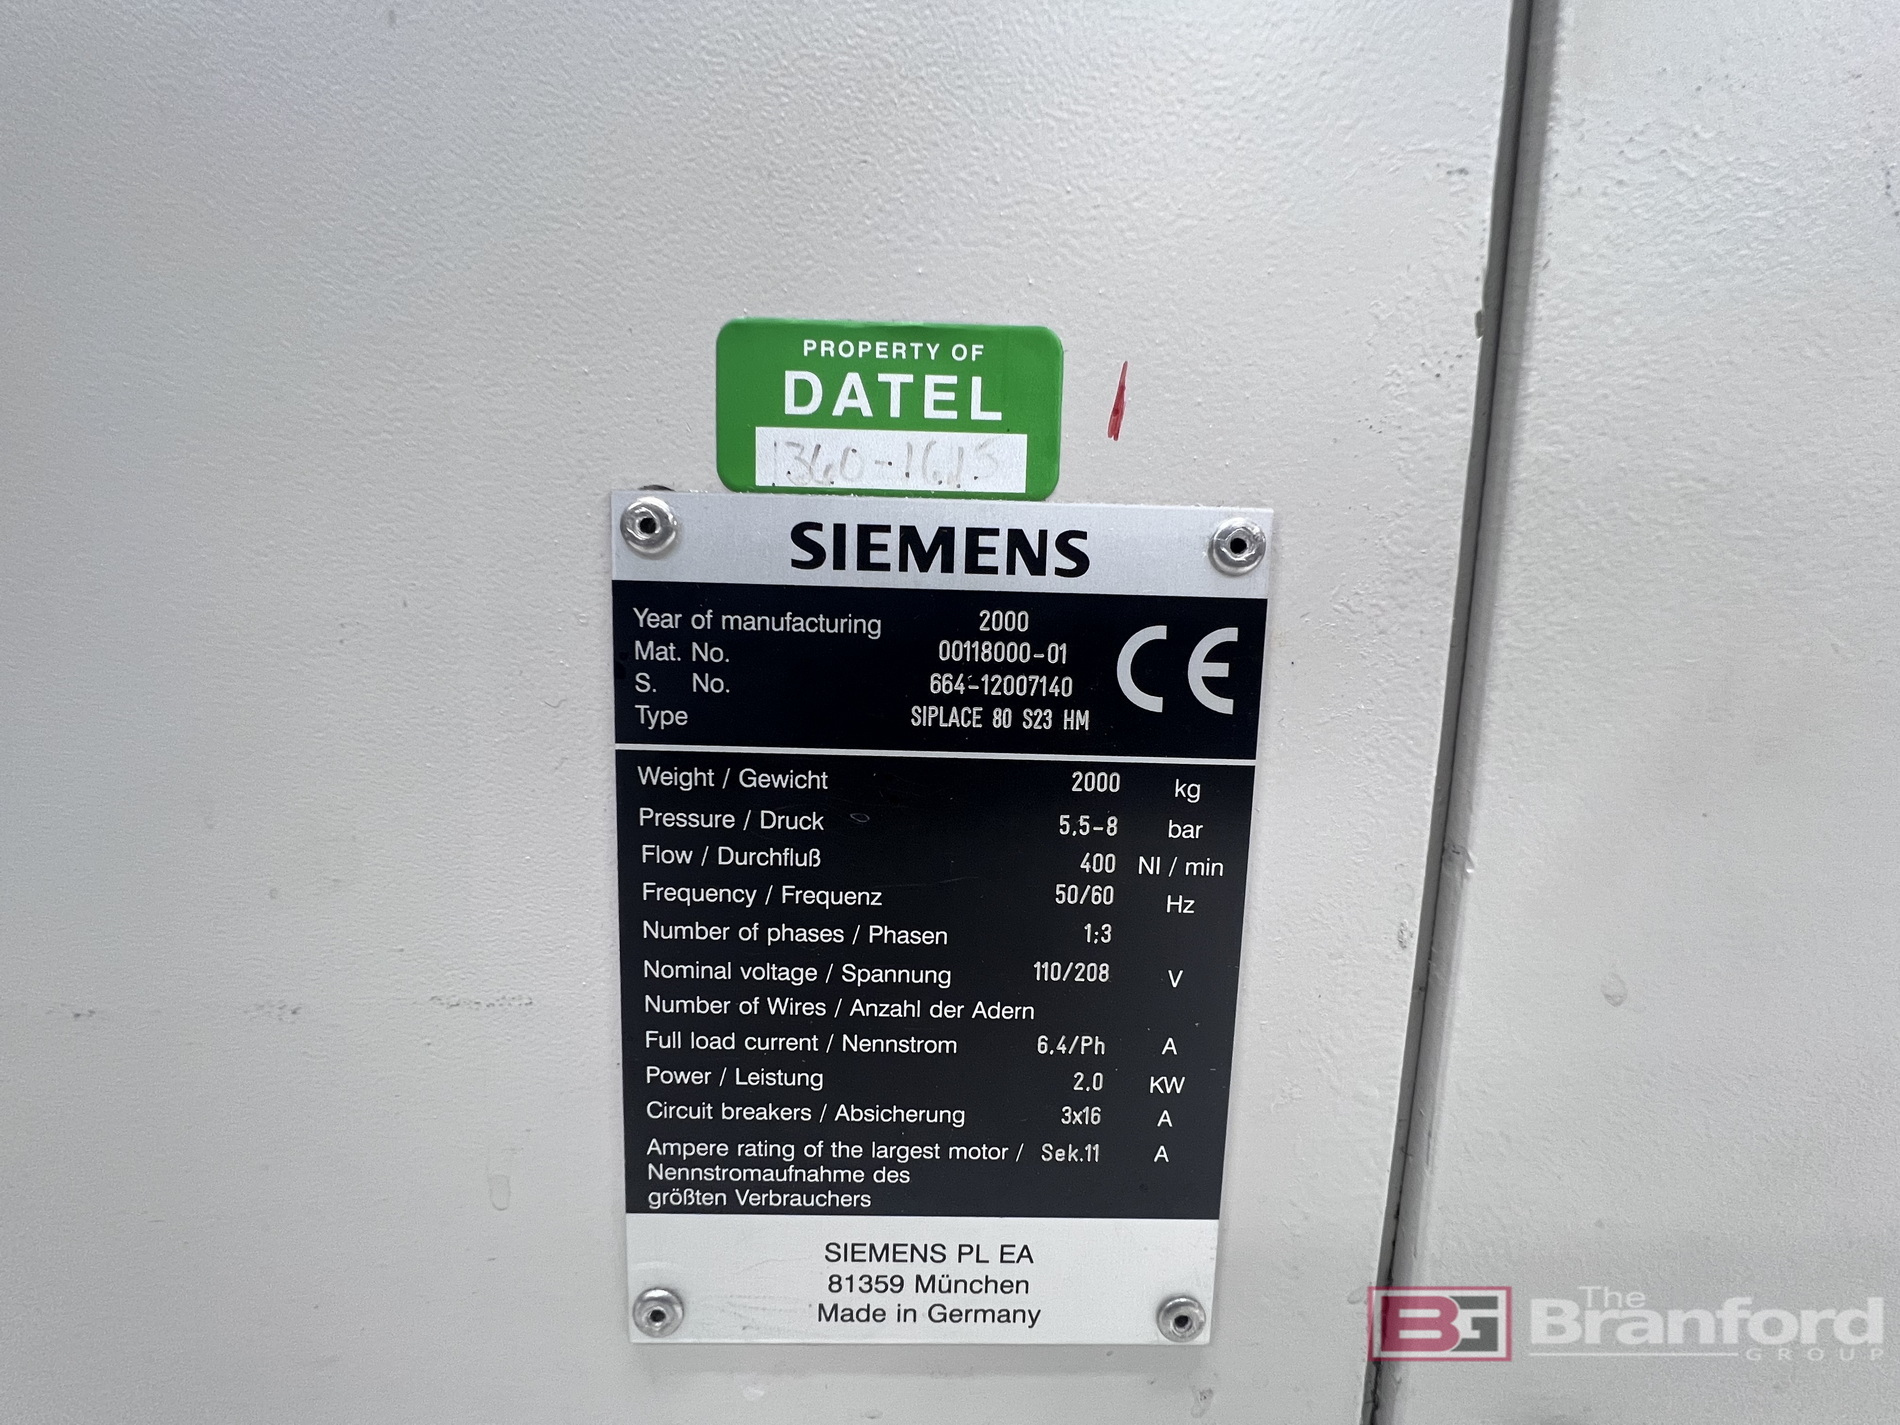 PROPERTY OF
DATEL
1360-1615
SIEMENS
Year of manufacturing 2000
Mat. No. 00118000-01
S. No. 664-12007140
Type SIPLACE 80 S23 HM
CE
Weight / Gewicht 2000 kg
Pressure / Druck 5.5-8 bar
Flow / Durchfluß 400 Nl / min
Frequency / Frequenz 50/60 Hz
Number of phases / Phasen 1;3
Nominal voltage / Spannung 110/208 V
Number of Wires / Anzahl der Adern
Full load current / Nennstrom 6.4/Ph A
Power / Leistung 2.0 KW
Circuit breakers / Absicherung 3x16 A
Ampere rating of the largest motor / Sek.11 A
Nennstromaufnahme des
größten Verbrauchers
SIEMENS PL EA
81359 München
Made in Germany
BG The Branford
GROUP